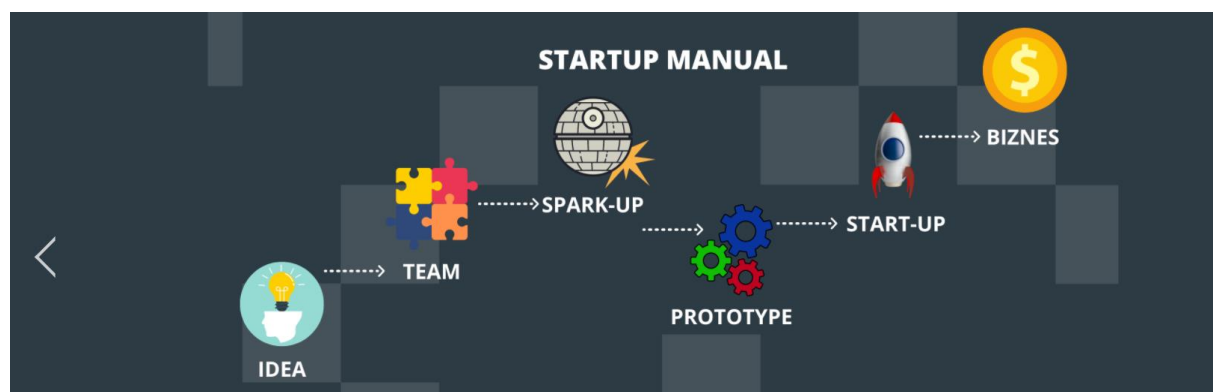 STARTUP MANUAL
IDEA
TEAM
SPARK-UP
PROTOTYPE
START-UP
BIZNES
$